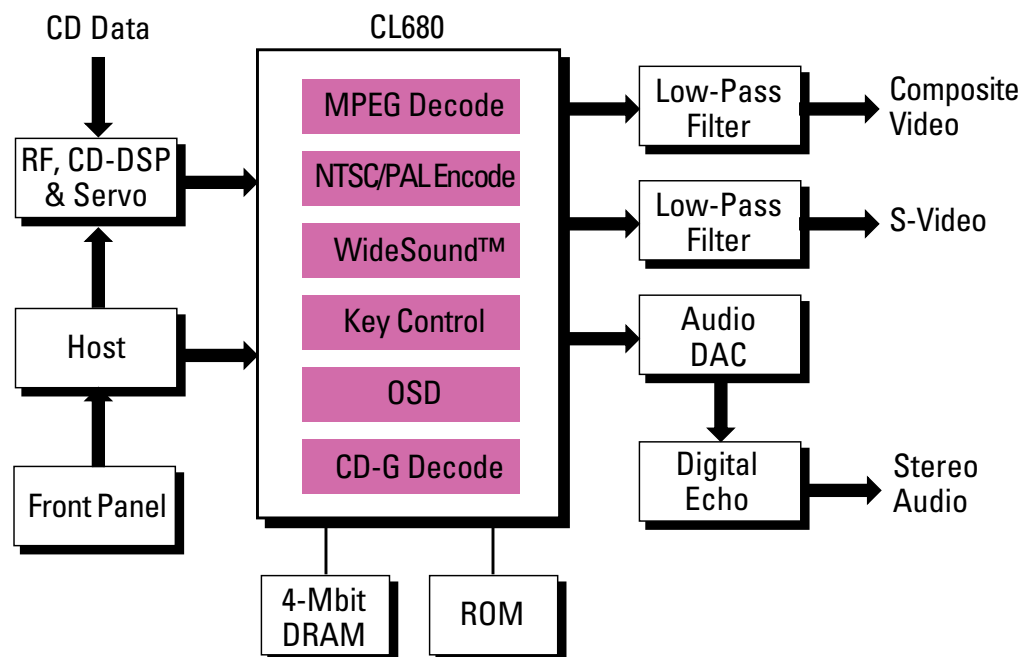 CD Data
CL680
RF, CD-DSP
& Servo
Host
Front Panel
MPEG Decode
NTSC/PAL Encode
WideSound™
Key Control
OSD
CD-G Decode
4-Mbit
DRAM
ROM
Low-Pass
Filter
Composite
Video
Low-Pass
Filter
S-Video
Audio
DAC
Digital
Echo
Stereo
Audio